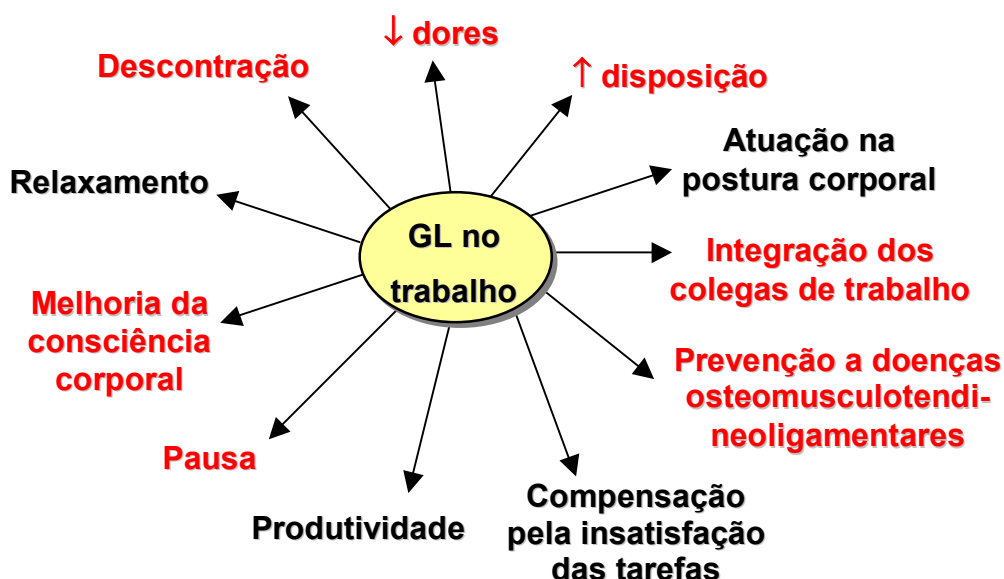 ↓ dores
Descontração
↑ disposição
Atuação na
postura corporal
Relaxamento
GL no
trabalho
Integração dos
colegas de trabalho
Melhoria da
consciência
corporal
Prevenção a doenças
osteomusculotendi-
neoligamentares
Pausa
Produtividade
Compensação
pela insatisfação
das tarefas